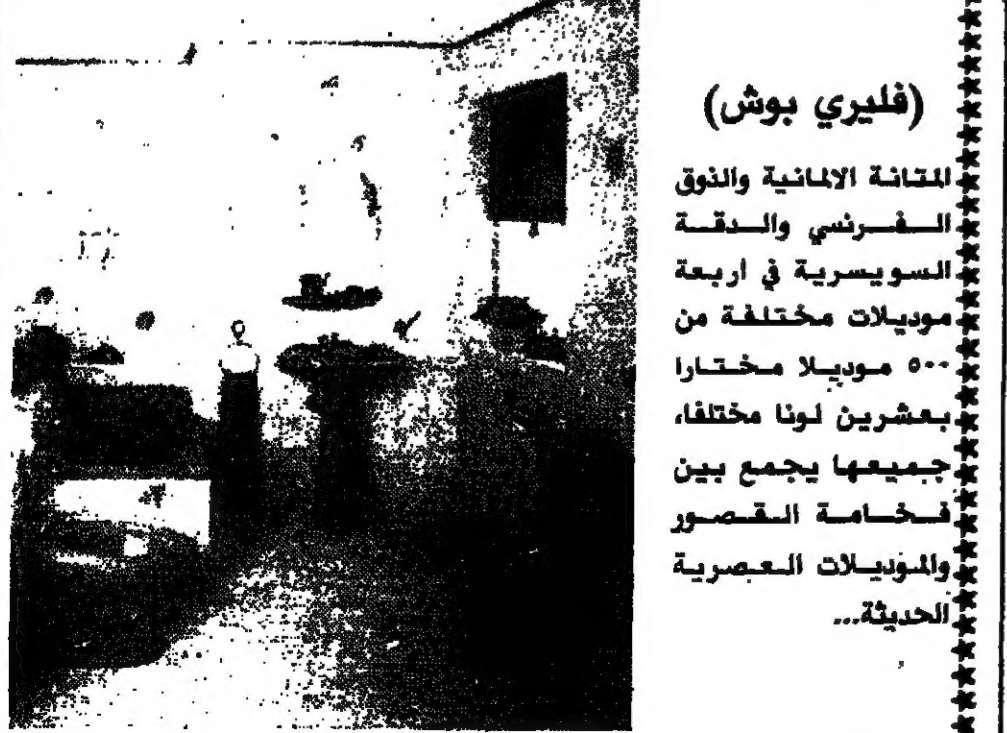 (فليري بوش)
المتانة الالمانية والذوق
الفرنسي والدقة
السويسرية في اربعة
موديلات مختلفة من
٥٠٠ موديلا مختارا
بعشرين لونا مختلفا،
جميعها يجمع بين
فخامة القصور
والموديلات العصرية
الحديثة...